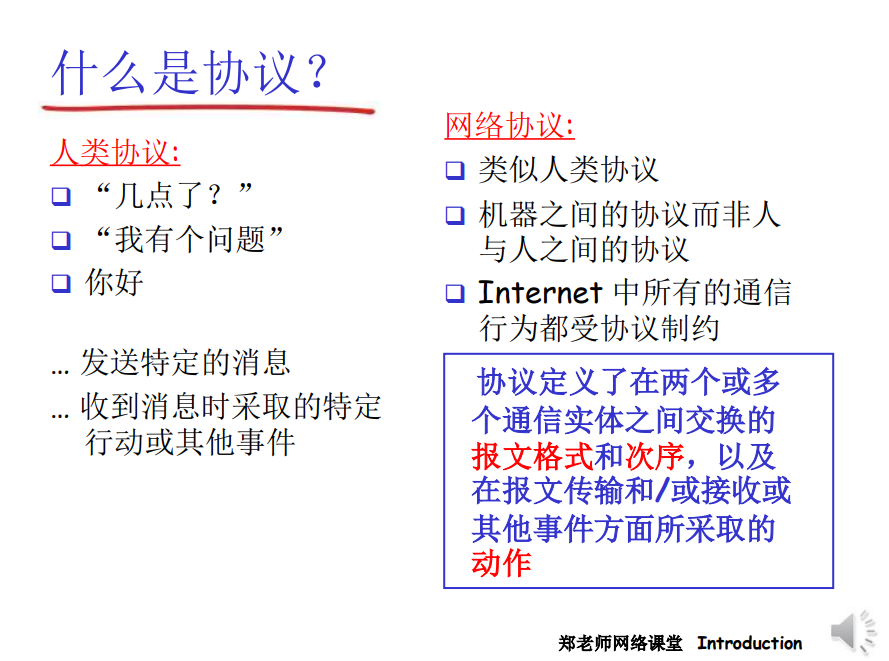 什么是协议？
人类协议:
“几点了？”
“我有个问题”
你好
… 发送特定的消息
… 收到消息时采取的特定
行动或其他事件
网络协议:
类似人类协议
机器之间的协议而非人
与人之间的协议
Internet 中所有的通信
行为都受协议制约
协议定义了在两个或多
个通信实体之间交换的
报文格式和次序，以及
在报文传输和/或接收或
其他事件方面所采取的
动作
郑老师网络课堂 Introduction